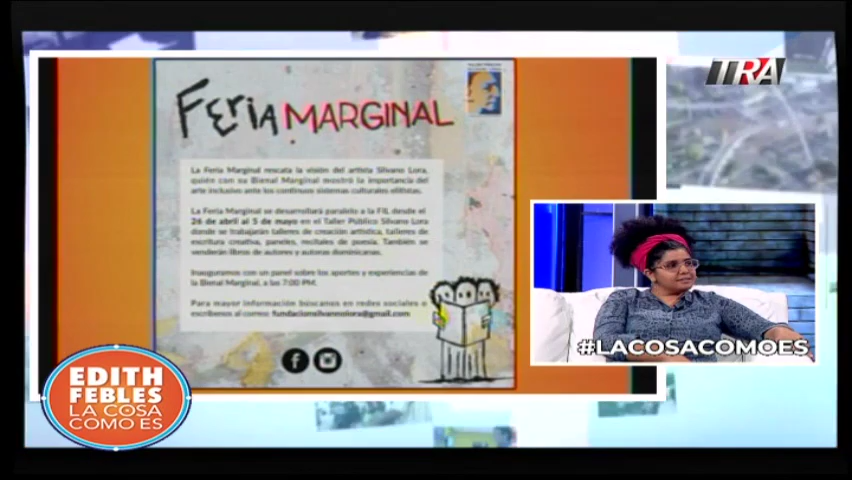 TRA
FERIA MARGINAL
La Feria Marginal rescata la visión del artista Silvano Lora,
quién con su Bienal Marginal mostró la importancia del
arte inclusivo ante los continuos sistemas culturales elitistas.
La Feria Marginal se desarrollará paralelo a la FIL desde el
26 de abril al 5 de mayo en el Taller Público Silvano Lora
donde se trabajarán talleres de creación artística, talleres de
escritura creativa, paneles, recitales de poesía. También se
venderán libros de autores y autoras dominicanas.
Inauguramos con un panel sobre los aportes y experiencias de
la Bienal Marginal, a las 7:00 PM.
Para mayor información búscanos en redes sociales o
escríbenos al correo: fundacionsilvanolora@gmail.com
#LACOSACOMOES
EDITH
FEBLES
LA COSA
COMO ES